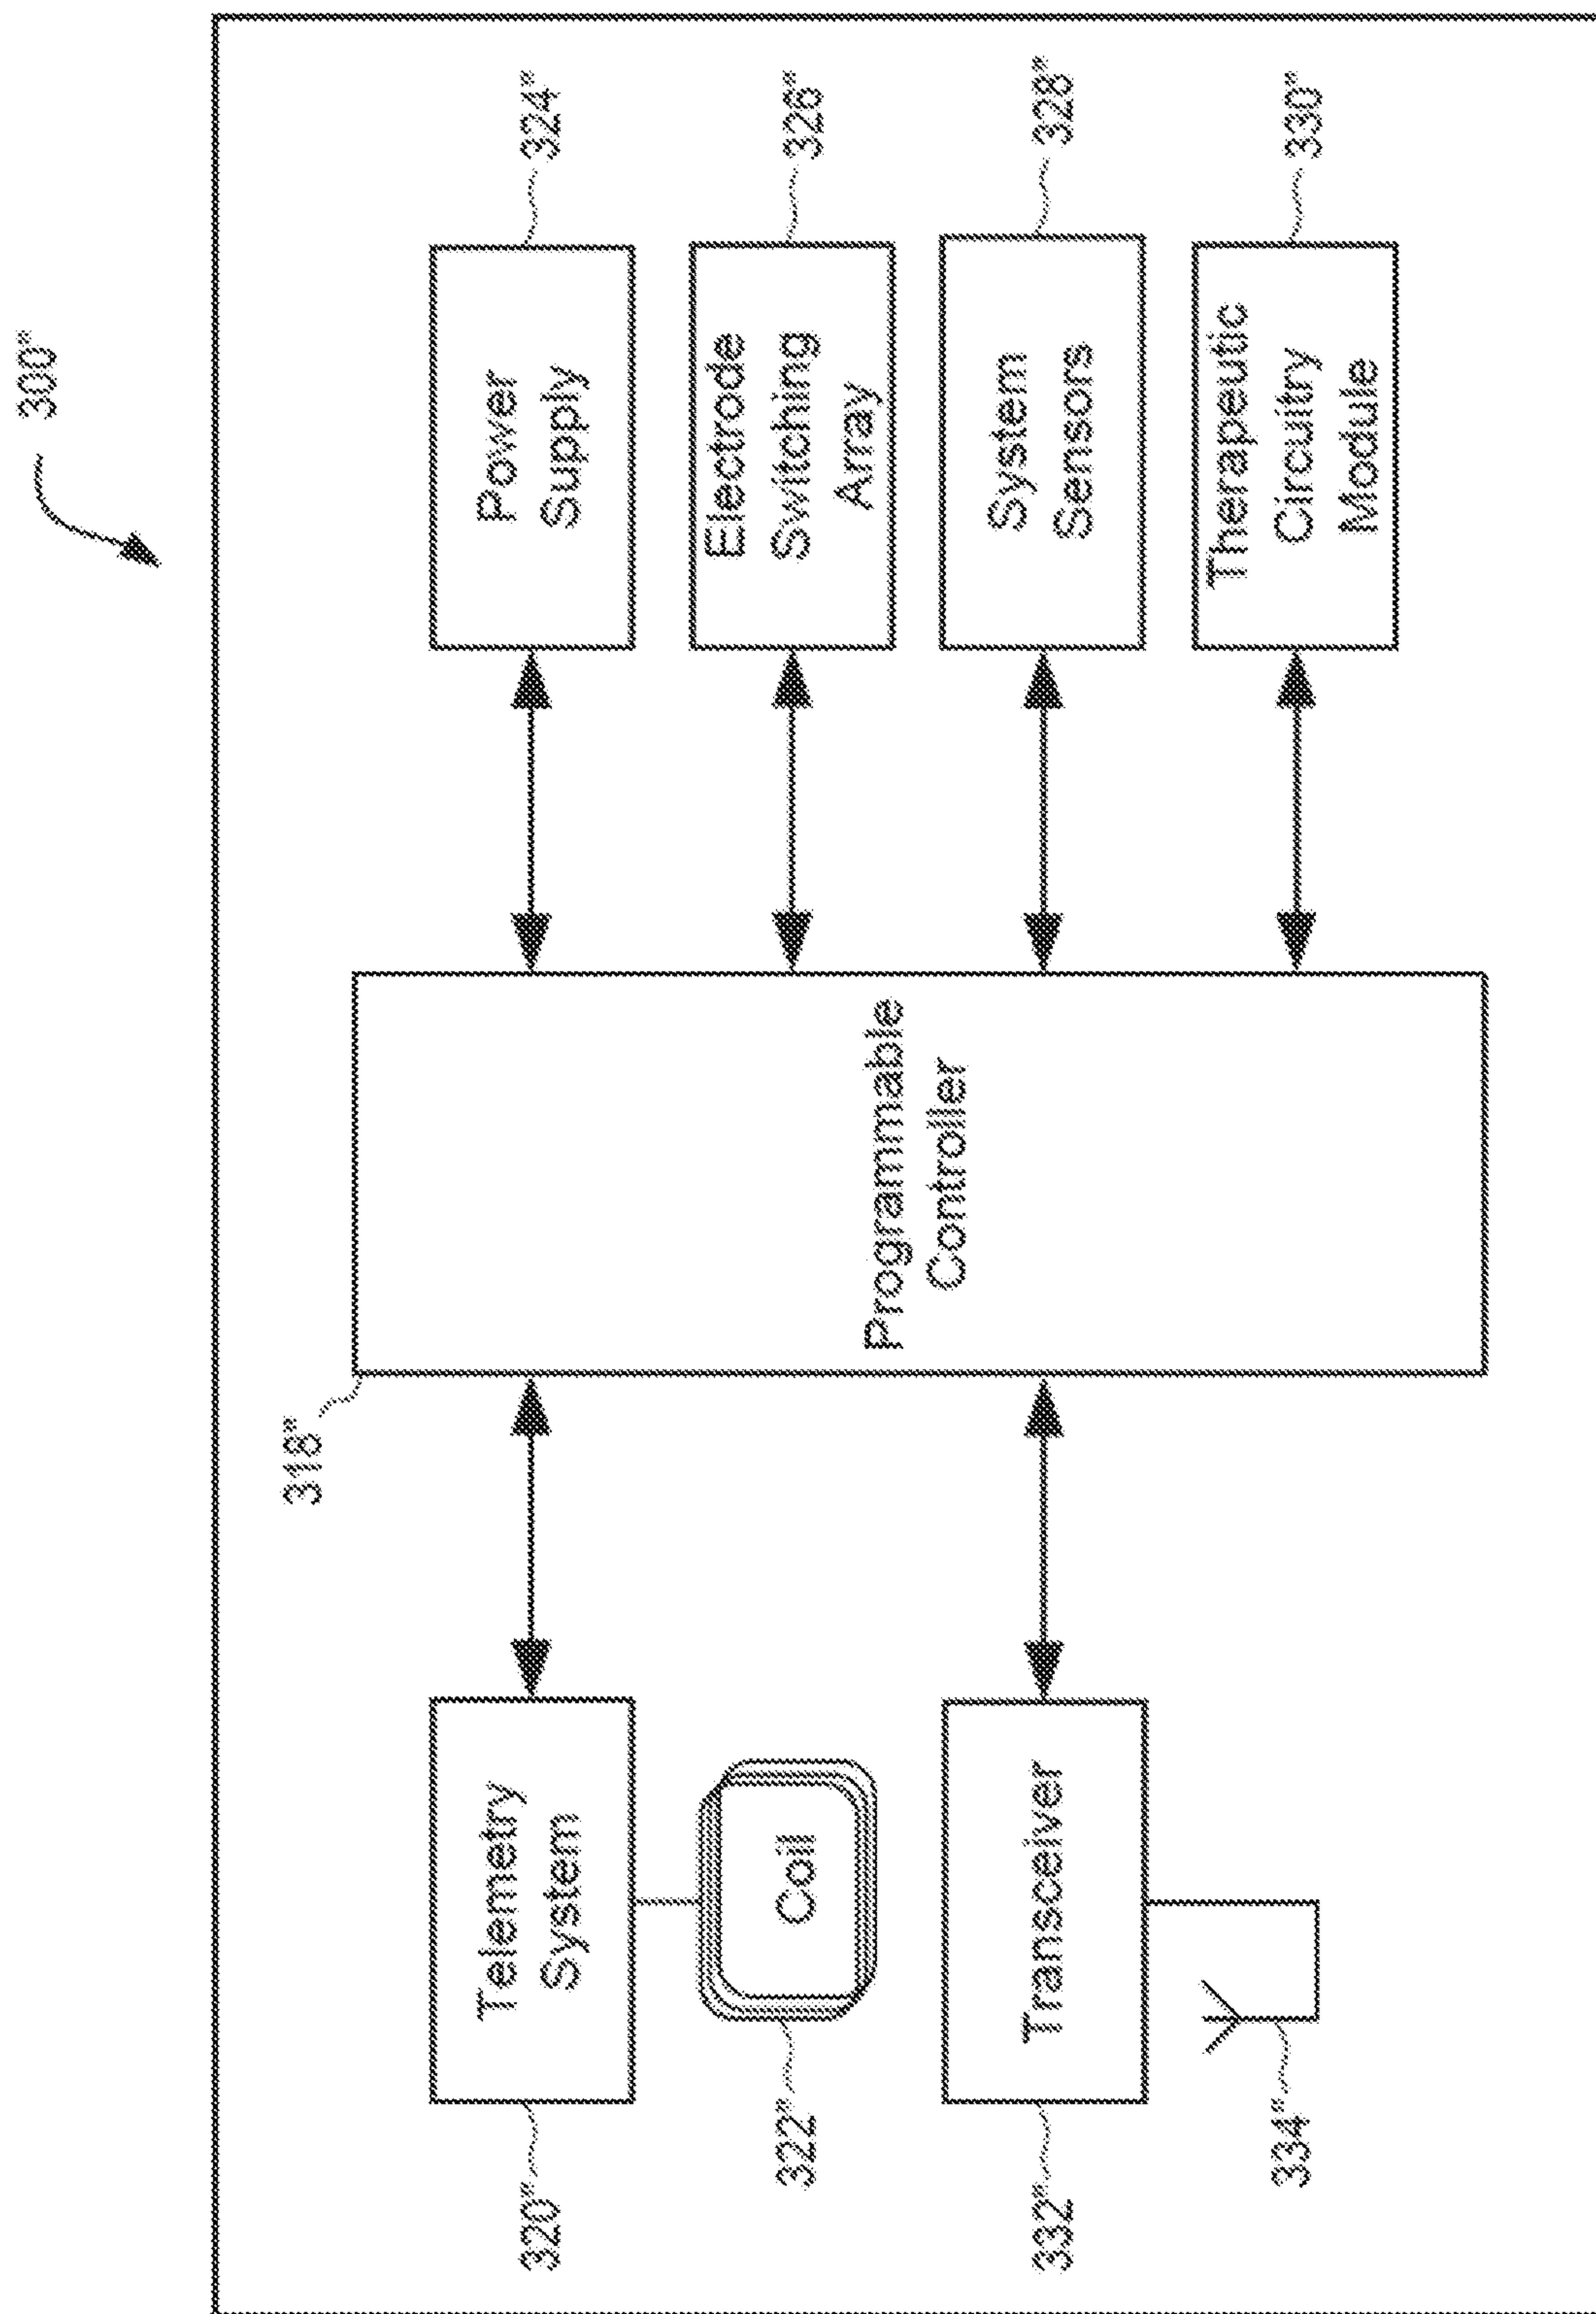 300"
318"
320"
Telemetry
System
322"
Coil
332"
Transceiver
334"
Programmable
Controller
Power
Supply
324"
Electrode
Switching
Array
326"
System
Sensors
328"
Therapeutic
Circuitry
Module
330"